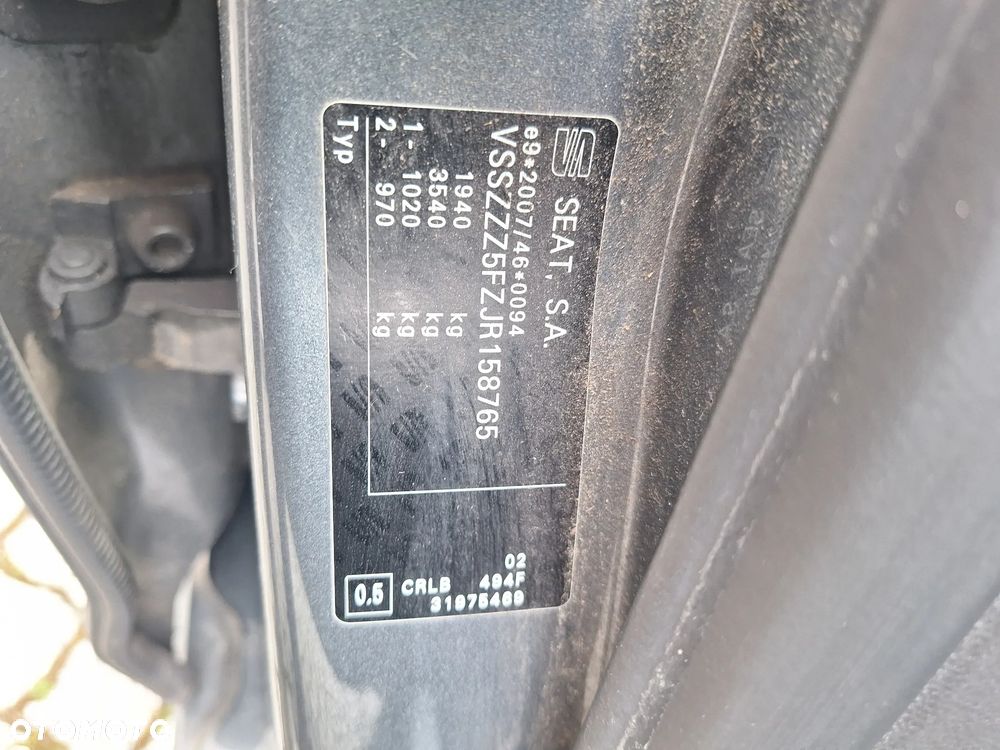 SEAT, S.A.
e9*2007/46*0094
VSSZZZ5FZJR158765
1940 kg
3540 kg
1- 1020 kg
2- 970 kg
TYP
02
CRLB 494F
31975469
0.5
OTOMOTO